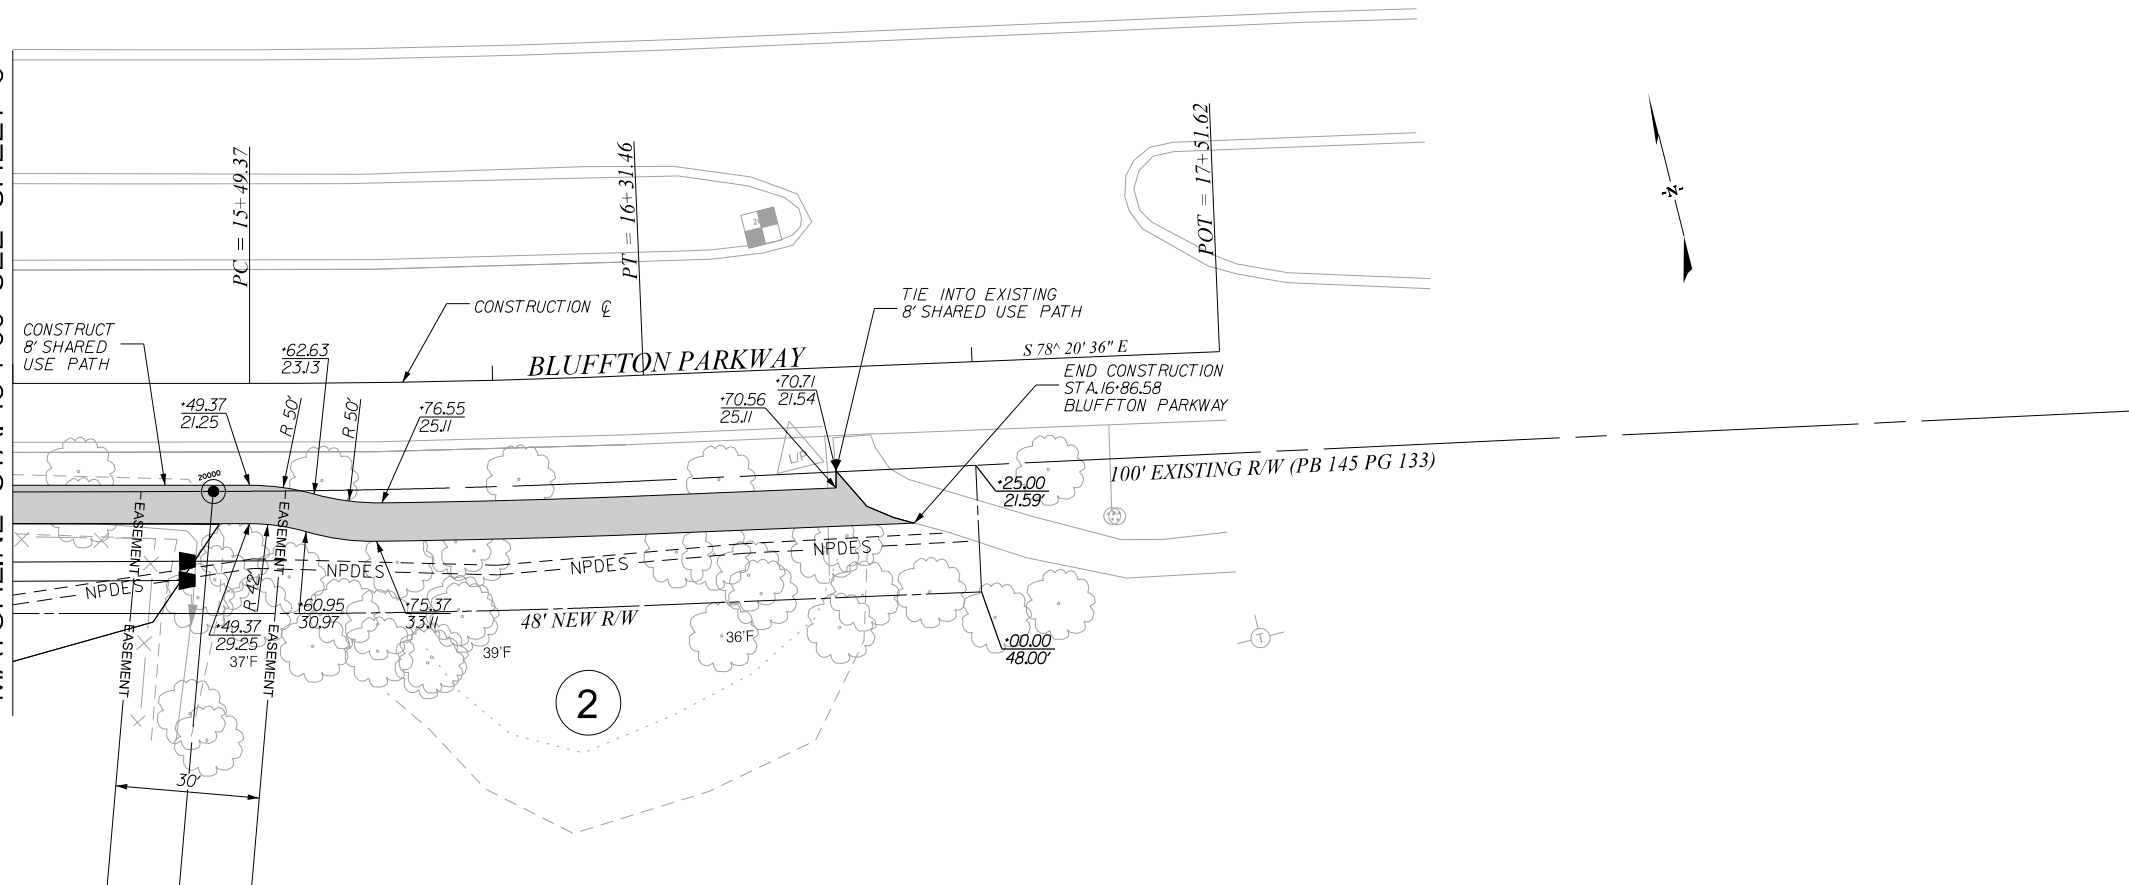 PC = 15+49.37
PT = 16+31.46
POT = 17+51.62
N
CONSTRUCTION ℄
TIE INTO EXISTING
8' SHARED USE PATH
CONSTRUCT
8' SHARED
USE PATH
+62.63
23.13
BLUFFTON PARKWAY
S 78^ 20' 36" E
END CONSTRUCTION
STA.16+86.58
BLUFFTON PARKWAY
+49.37
21.25
R 50'
R 50'
+76.55
25.11
+70.56
25.11
+70.71
21.54
L/P
100' EXISTING R/W (PB 145 PG 133)
20000
+25.00
21.59'
EASEMENT
EASEMENT
NPDES
NPDES
NPDES
NPDES
R 42'
+49.37
29.25
37'F
+60.95
30.97
+75.37
33.11
48' NEW R/W
39'F
36'F
+00.00
48.00'
T
EASEMENT
EASEMENT
2
30'